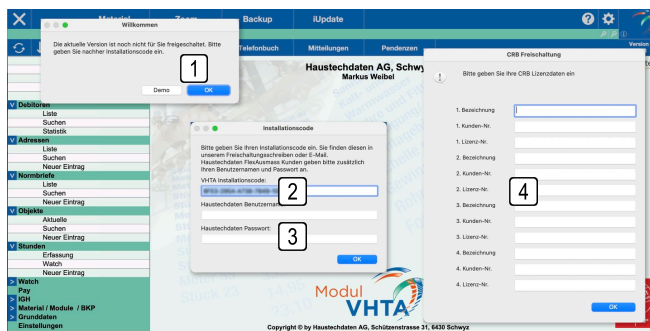 Material Zoom Backup iUpdate
Telefonbuch Mitteilungen Pendenzen
Version
Willkommen
Die aktuelle Version ist noch nicht für Sie freigeschaltet. Bitte
geben Sie nachher Installationscode ein.
1
Demo OK
Haustechdaten AG, Schwy
Markus Weibel
Debitoren
Liste
Suchen
Statistik
Adressen
Liste
Suchen
Neuer Eintrag
Normbriefe
Liste
Suchen
Neuer Eintrag
Objekte
Aktuelle
Suchen
Neuer Eintrag
Stunden
Erfassung
Watch
Neuer Eintrag
Watch
Pay
IGH
Material / Module / BKP
Grunddaten
Einstellungen
Installationscode
Bitte geben Sie Ihren Installationscode ein. Sie finden diesen in
unserem Freischaltungsschreiben oder E-Mail.
Haustechdaten FlexAusmass Kunden geben bitte zusätzlich
Ihren Benutzernamen und Passwort an.
VHTA Installationscode:
2
Haustechdaten Benutzername
Haustechdaten Passwort:
3
OK
CRB Freischaltung
Bitte geben Sie Ihre CRB Lizenzdaten ein
1. Bezeichnung
1. Kunden-Nr.
1. Lizenz-Nr.
2. Bezeichnung
2. Kunden-Nr.
2. Lizenz-Nr.
3. Bezeichnung
3. Kunden-Nr.
3. Lizenz-Nr.
4. Bezeichnung
4. Kunden-Nr.
4. Lizenz-Nr.
4
OK
Modul
VHTA
Copyright © by Haustechdaten AG, Schützenstrasse 31, 6430 Schwyz